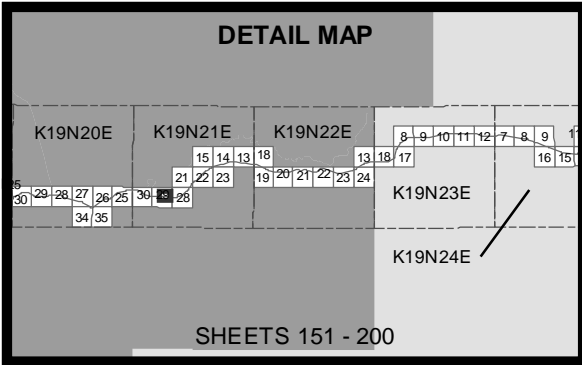 DETAIL MAP
K19N20E K19N21E K19N22E
8 9 10 11 12 7 8 9
15 14 13 18 13 18 17 16 15
21 22 23 19 20 21 22 23 24
K19N23E
30 29 28 27 26 25 30 29 28
34 35
K19N24E
SHEETS 151 - 200